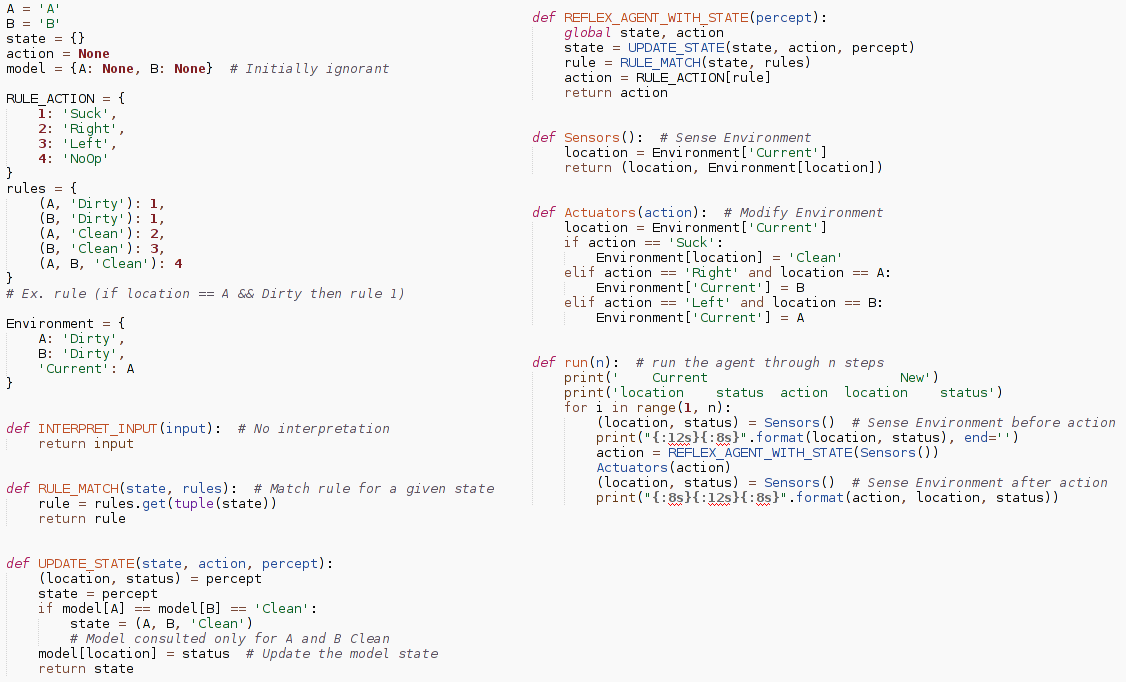 A = 'A'
B = 'B'
state = {}
action = None
model = {A: None, B: None}  # Initially ignorant

RULE_ACTION = {
    1: 'Suck',
    2: 'Right',
    3: 'Left',
    4: 'NoOp'
}
rules = {
    (A, 'Dirty'): 1,
    (B, 'Dirty'): 1,
    (A, 'Clean'): 2,
    (B, 'Clean'): 3,
    (A, B, 'Clean'): 4
}
# Ex. rule (if location == A && Dirty then rule 1)

Environment = {
    A: 'Dirty',
    B: 'Dirty',
    'Current': A
}

def INTERPRET_INPUT(input):  # No interpretation
    return input

def RULE_MATCH(state, rules):  # Match rule for a given state
    rule = rules.get(tuple(state))
    return rule

def UPDATE_STATE(state, action, percept):
    (location, status) = percept
    state = percept
    if model[A] == model[B] == 'Clean':
        state = (A, B, 'Clean')
        # Model consulted only for A and B Clean
    model[location] = status  # Update the model state
    return state

def REFLEX_AGENT_WITH_STATE(percept):
    global state, action
    state = UPDATE_STATE(state, action, percept)
    rule = RULE_MATCH(state, rules)
    action = RULE_ACTION[rule]
    return action

def Sensors():  # Sense Environment
    location = Environment['Current']
    return (location, Environment[location])

def Actuators(action):  # Modify Environment
    location = Environment['Current']
    if action == 'Suck':
        Environment[location] = 'Clean'
    elif action == 'Right' and location == A:
        Environment['Current'] = B
    elif action == 'Left' and location == B:
        Environment['Current'] = A

def run(n):  # run the agent through n steps
    print('    Current                        New')
    print('location    status  action  location    status')
    for i in range(1, n):
        (location, status) = Sensors()  # Sense Environment before action
        print("{:12s}{:8s}".format(location, status), end='')
        action = REFLEX_AGENT_WITH_STATE(Sensors())
        Actuators(action)
        (location, status) = Sensors()  # Sense Environment after action
        print("{:8s}{:12s}{:8s}".format(action, location, status))